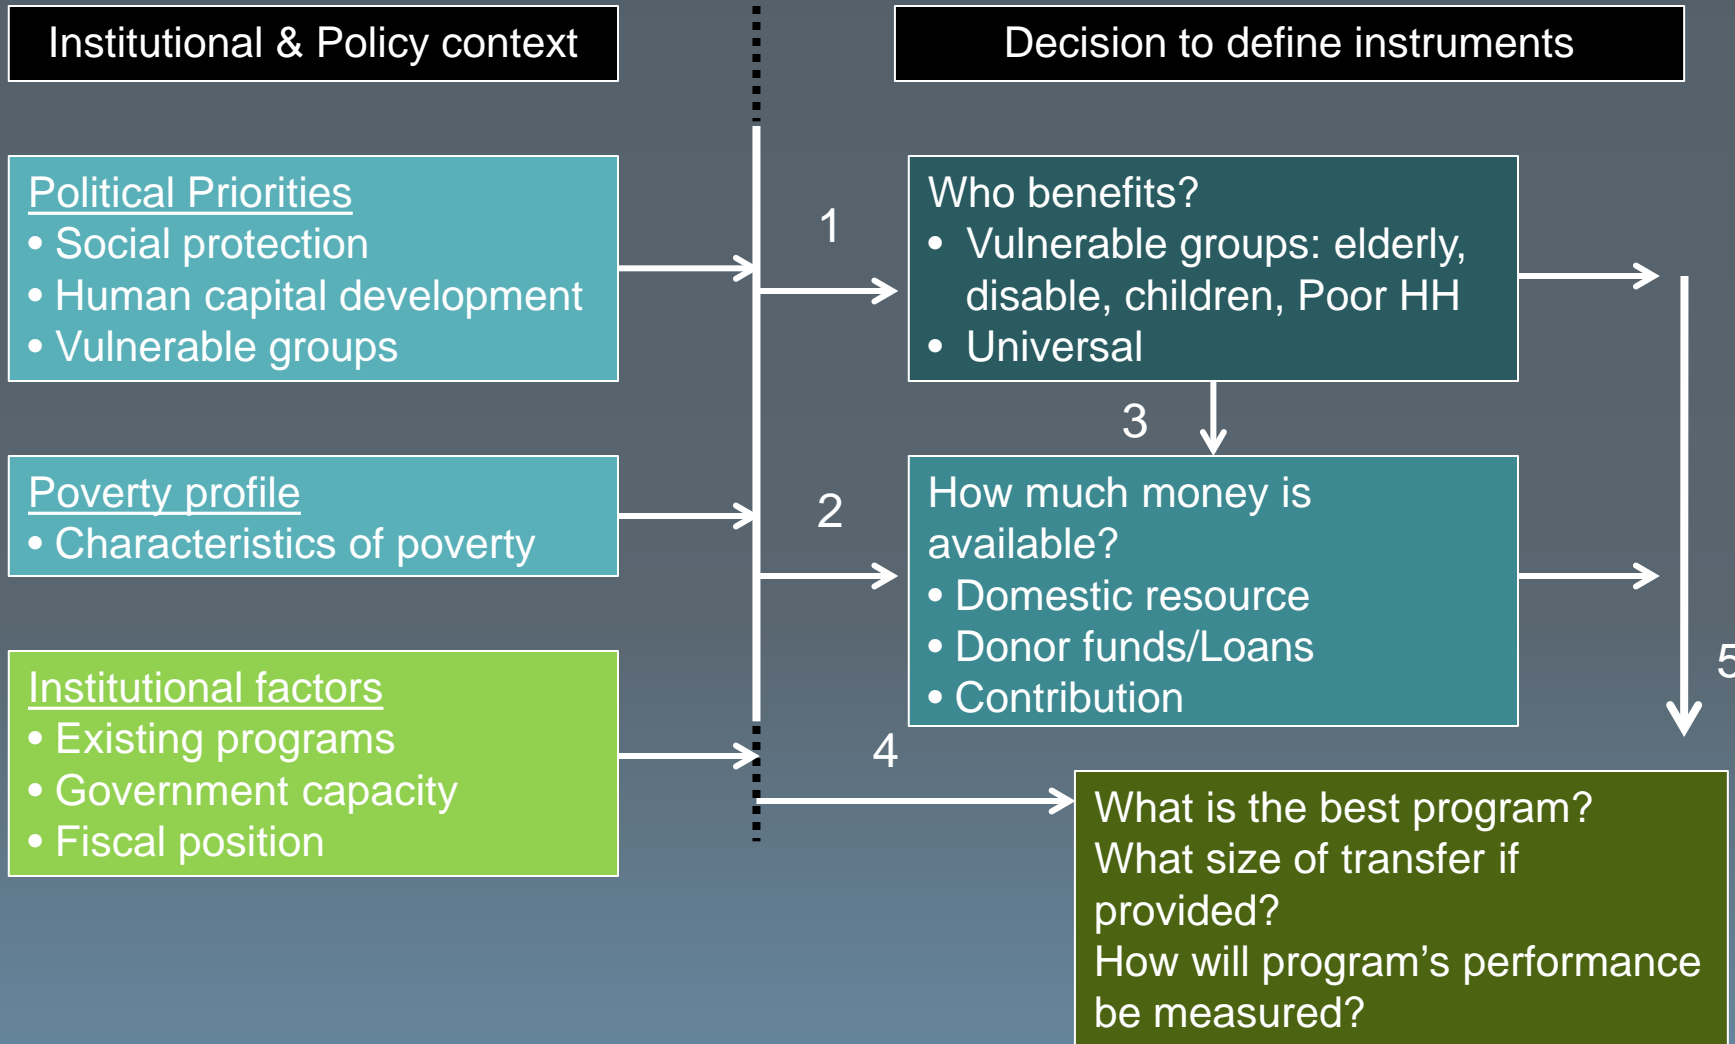 Institutional & Policy context
Decision to define instruments
Political Priorities
• Social protection
• Human capital development
• Vulnerable groups
1
Who benefits?
• Vulnerable groups: elderly,
disable, children, Poor HH
• Universal
3
Poverty profile
• Characteristics of poverty
2
How much money is
available?
• Domestic resource
• Donor funds/Loans
• Contribution
5
Institutional factors
• Existing programs
• Government capacity
• Fiscal position
4
What is the best program?
What size of transfer if
provided?
How will program’s performance
be measured?